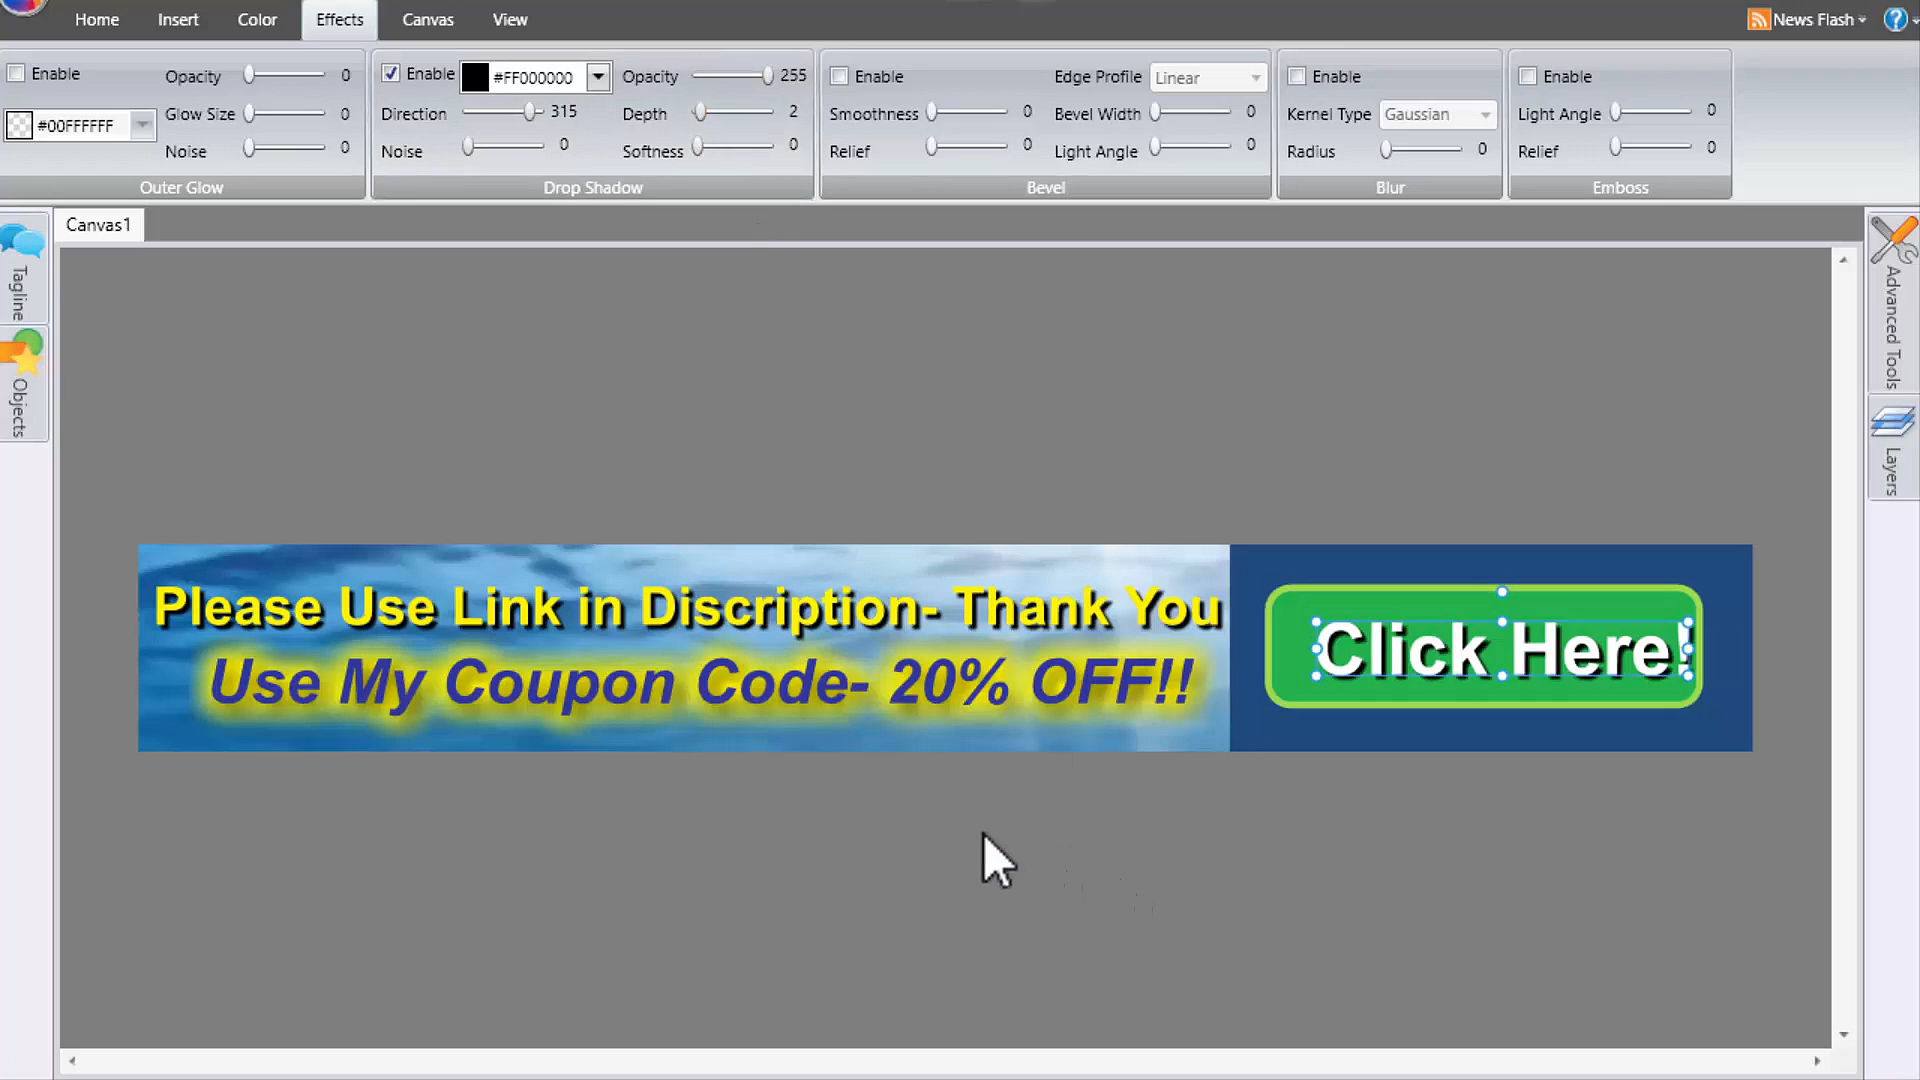 Home Insert Color Effects Canvas View News Flash ?
Enable Opacity 0 Enable #FF000000 Opacity 255 Enable Edge Profile Linear Enable Enable
#00FFFFFF Glow Size 0 Direction 315 Depth 2 Smoothness 0 Bevel Width 0 Kernel Type Gaussian Light Angle 0
Noise 0 Noise 0 Softness 0 Relief 0 Light Angle 0 Radius 0 Relief 0
Outer Glow Drop Shadow Bevel Blur Emboss
Canvas1
Tagline
Objects
Advanced Tools
Layers
Please Use Link in Discription- Thank You
Use My Coupon Code- 20% OFF!!
Click Here!